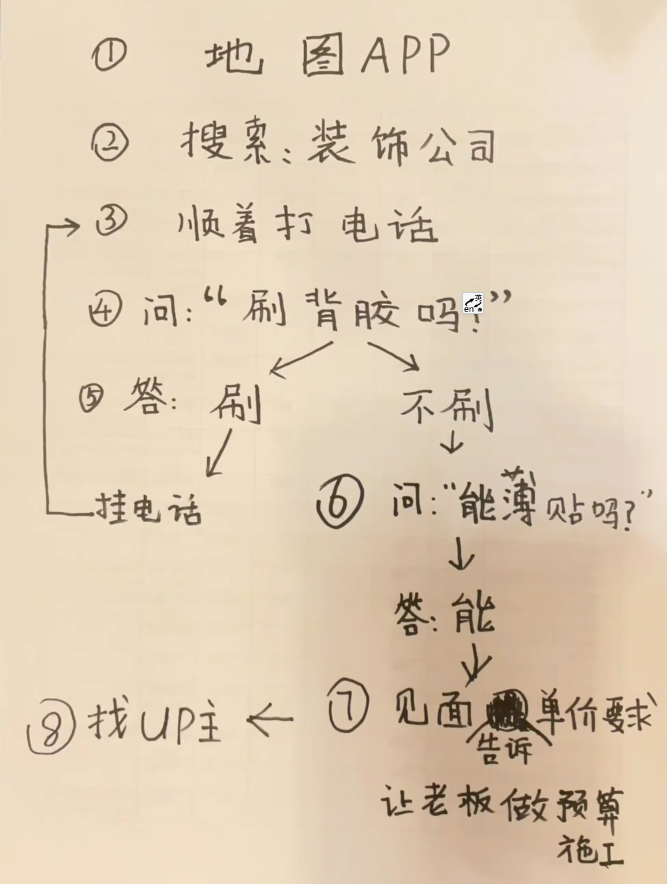 ① 地图APP
② 搜索:装饰公司
③ 顺着打电话
④ 问:“刷背胶吗?”
⑤ 答: 刷 不刷
挂电话 ⑥ 问:“能薄贴吗?”
答:能
⑧ 找UP主 ⑦ 见面 单价要求
告诉
让老板做预算
施工